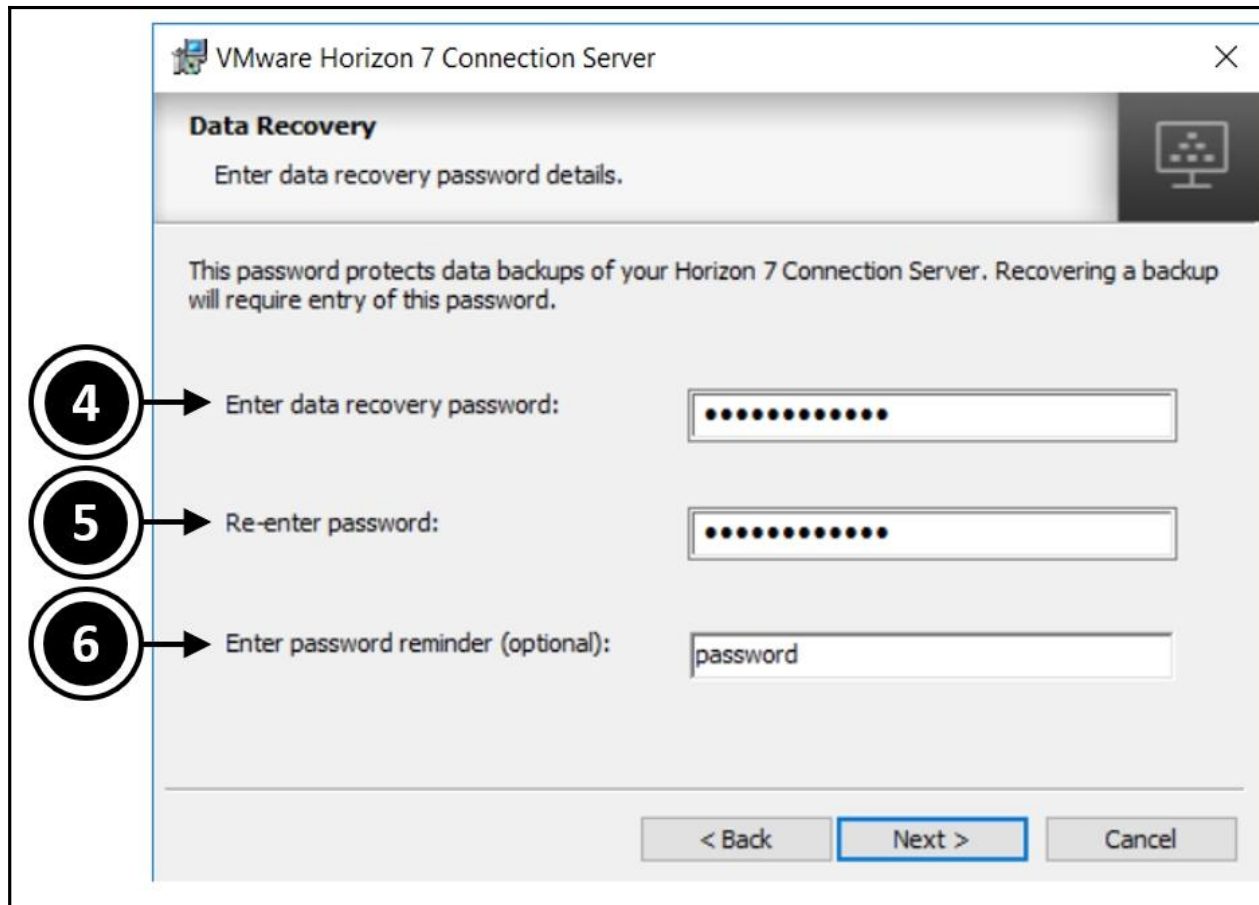 VMware Horizon 7 Connection Server
Data Recovery
Enter data recovery password details.
This password protects data backups of your Horizon 7 Connection Server. Recovering a backup
will require entry of this password.
4
Enter data recovery password:
••••••••••••
5
Re-enter password:
••••••••••••
6
Enter password reminder (optional):
password
< Back
Next >
Cancel